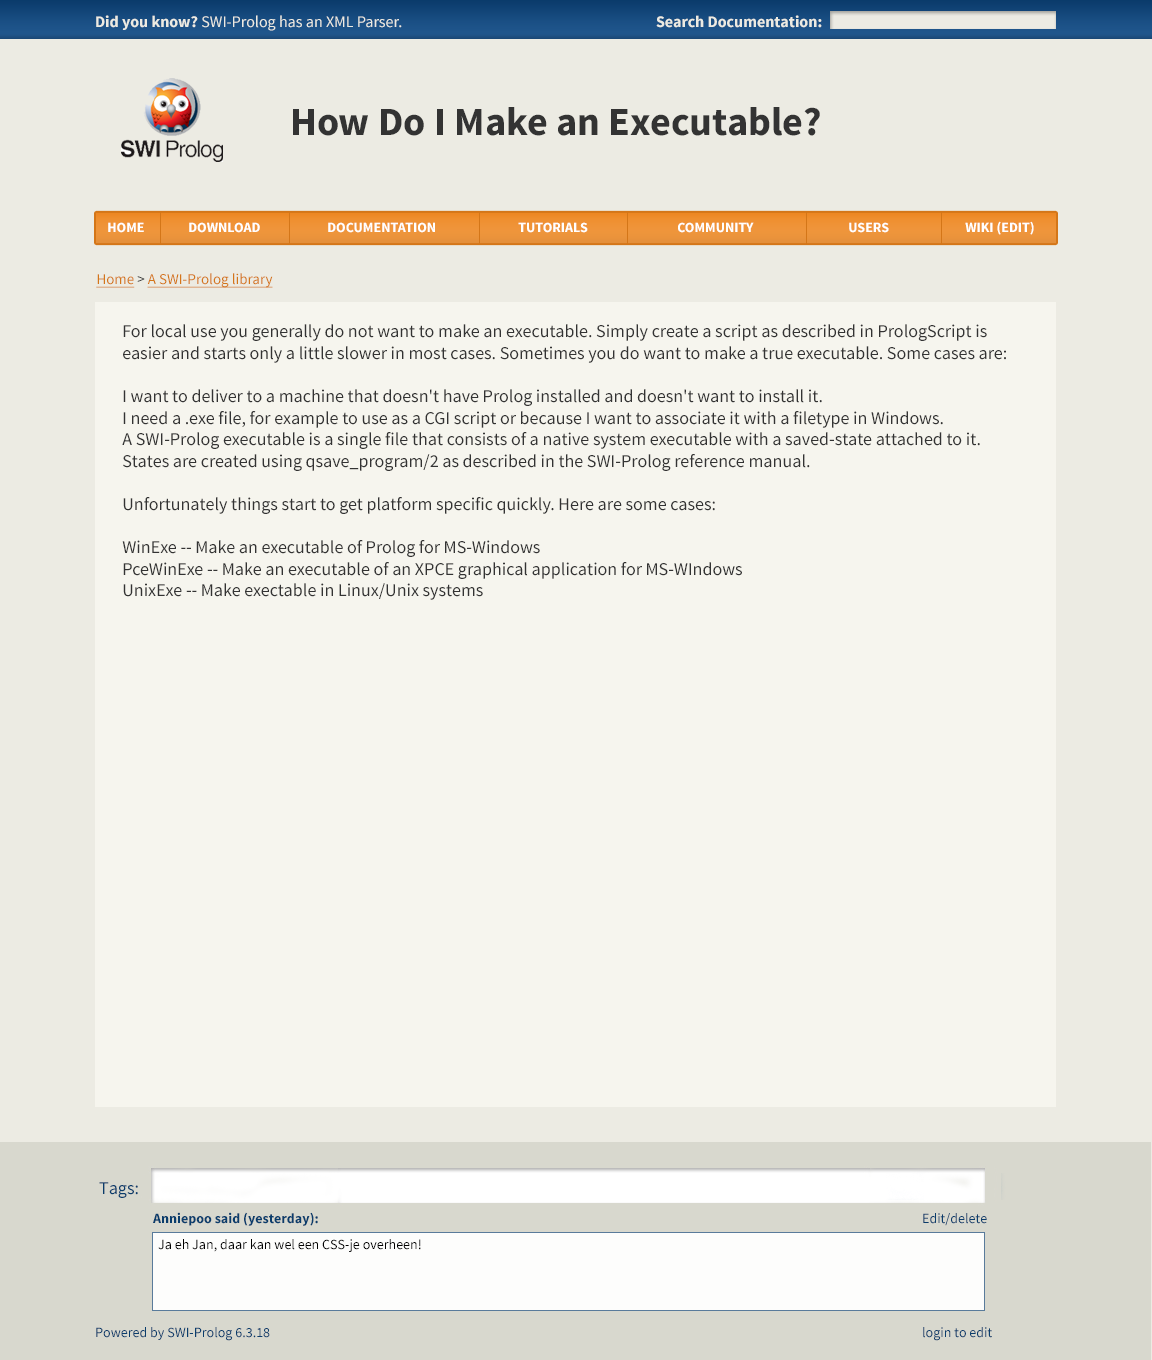 Did you know? SWI-Prolog has an XML Parser.
Search Documentation:
SWI Prolog
How Do I Make an Executable?
HOME DOWNLOAD DOCUMENTATION TUTORIALS COMMUNITY USERS WIKI (EDIT)
Home > A SWI-Prolog library
For local use you generally do not want to make an executable. Simply create a script as described in PrologScript is
easier and starts only a little slower in most cases. Sometimes you do want to make a true executable. Some cases are:
I want to deliver to a machine that doesn't have Prolog installed and doesn't want to install it.
I need a .exe file, for example to use as a CGI script or because I want to associate it with a filetype in Windows.
A SWI-Prolog executable is a single file that consists of a native system executable with a saved-state attached to it.
States are created using qsave_program/2 as described in the SWI-Prolog reference manual.
Unfortunately things start to get platform specific quickly. Here are some cases:
WinExe -- Make an executable of Prolog for MS-Windows
PceWinExe -- Make an executable of an XPCE graphical application for MS-WIndows
UnixExe -- Make exectable in Linux/Unix systems
Tags:
Anniepoo said (yesterday):
Edit/delete
Ja eh Jan, daar kan wel een CSS-je overheen!
Powered by SWI-Prolog 6.3.18
login to edit